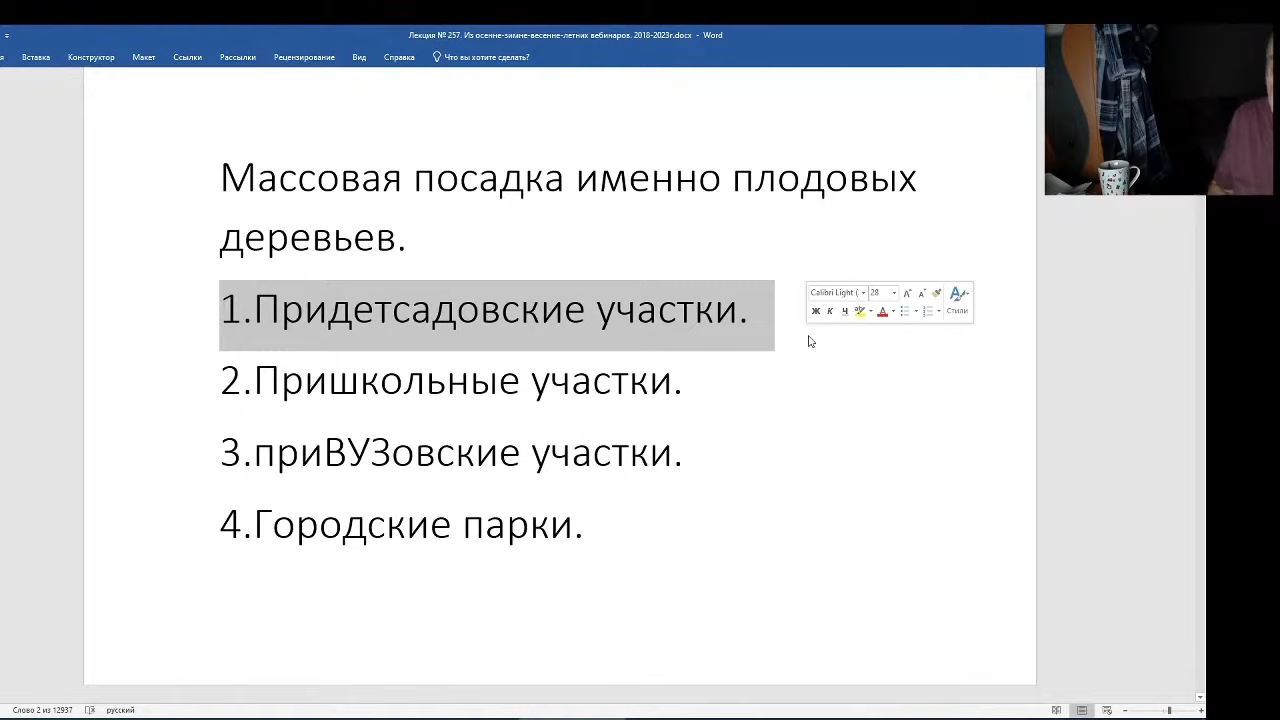 Лекция № 257. Из осенне-зимне-весенне-летних вебинаров. 2018-2023г.docx - Word
я Вставка Конструктор Макет Ссылки Рассылки Рецензирование Вид Справка Что вы хотите сделать?
Массовая посадка именно плодовых
деревьев.
1.Придетсадовские участки.
Calibri Light ( 28
Ж К Ч Стили
2.Пришкольные участки.
3.приВУЗовские участки.
4.Городские парки.
Слово 2 из 12937 русский